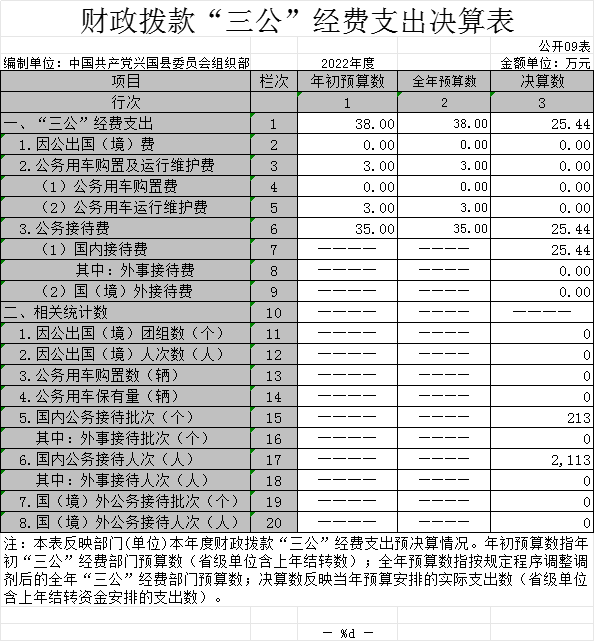 财政拨款“三公”经费支出决算表
公开09表
编制单位：中国共产党兴国县委员会组织部 2022年度 金额单位：万元
项目 栏次 年初预算数 全年预算数 决算数
行次 1 2 3
一、“三公”经费支出 1 38.00 38.00 25.44
1.因公出国（境）费 2 0.00 0.00 0.00
2.公务用车购置及运行维护费 3 3.00 3.00 0.00
（1）公务用车购置费 4 0.00 0.00 0.00
（2）公务用车运行维护费 5 3.00 3.00 0.00
3.公务接待费 6 35.00 35.00 25.44
（1）国内接待费 7 ———— ———— 25.44
其中：外事接待费 8 ———— ———— 0.00
（2）国（境）外接待费 9 ———— ———— 0.00
二、相关统计数 10 ———— ———— ————
1.因公出国（境）团组数（个） 11 ———— ———— 0
2.因公出国（境）人次数（人） 12 ———— ———— 0
3.公务用车购置数（辆） 13 ———— ———— 0
4.公务用车保有量（辆） 14 ———— ———— 0
5.国内公务接待批次（个） 15 ———— ———— 213
其中：外事接待批次（个） 16 ———— ———— 0
6.国内公务接待人次（人） 17 ———— ———— 2,113
其中：外事接待人次（人） 18 ———— ———— 0
7.国（境）外公务接待批次（个） 19 ———— ———— 0
8.国（境）外公务接待人次（人） 20 ———— ———— 0
注：本表反映部门(单位)本年度财政拨款“三公”经费支出预决算情况。年初预算数指年
初“三公”经费部门预算数（省级单位含上年结转数）；全年预算数指按规定程序调整调
剂后的全年“三公”经费部门预算数；决算数反映当年预算安排的实际支出数（省级单位
含上年结转资金安排的支出数）。
— %d —